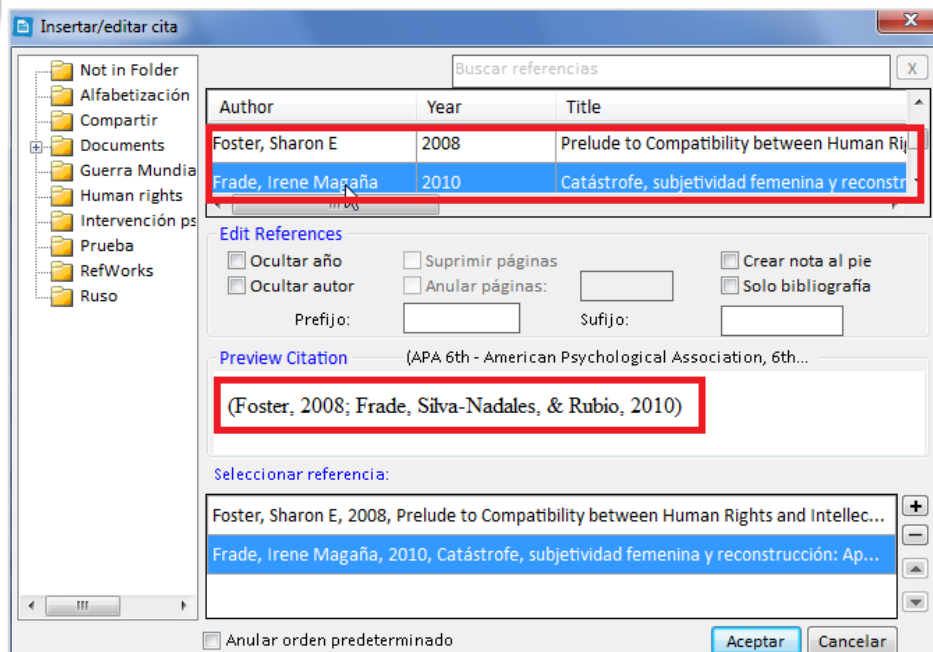 Insertar/editar cita
X
Not in Folder
Alfabetización
Compartir
Documents
Guerra Mundia
Human rights
Intervención ps
Prueba
RefWorks
Ruso
Buscar referencias
X
Author Year Title
Foster, Sharon E 2008 Prelude to Compatibility between Human Rig
Frade, Irene Magaña 2010 Catástrofe, subjetividad femenina y reconstr
Edit References
Ocultar año Suprimir páginas Crear nota al pie
Ocultar autor Anular páginas: Solo bibliografía
Prefijo: Sufijo:
Preview Citation (APA 6th - American Psychological Association, 6th...
(Foster, 2008; Frade, Silva-Nadales, & Rubio, 2010)
Seleccionar referencia:
Foster, Sharon E, 2008, Prelude to Compatibility between Human Rights and Intellec...
Frade, Irene Magaña, 2010, Catástrofe, subjetividad femenina y reconstrucción: Ap...
Anular orden predeterminado
Aceptar Cancelar